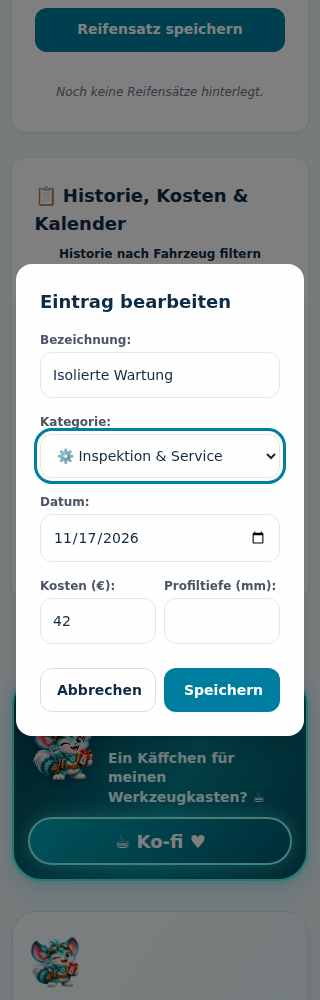 Reifensatz speichern
Noch keine Reifensätze hinterlegt.
📋 Historie, Kosten &
Kalender
Historie nach Fahrzeug filtern
Eintrag bearbeiten
Bezeichnung:
Isolierte Wartung
Kategorie:
⚙️ Inspektion & Service
Datum:
11/17/2026
Kosten (€): Profiltiefe (mm):
42
Abbrechen Speichern
Ein Käffchen für
meinen
Werkzeugkasten? ☕
☕ Ko-fi ♥